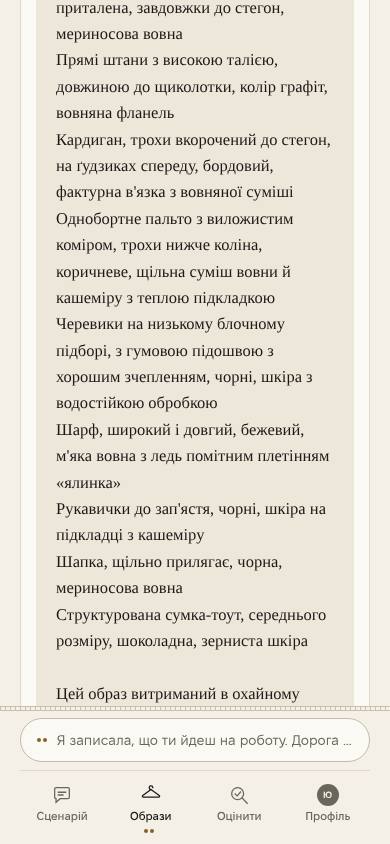 приталена, завдовжки до стегон,
мериносова вовна
Прямі штани з високою талією,
довжиною до щиколотки, колір графіт,
вовняна фланель
Кардиган, трохи вкорочений до стегон,
на ґудзиках спереду, бордовий,
фактурна в'язка з вовняної суміші
Однобортне пальто з виложистим
коміром, трохи нижче коліна,
коричневе, щільна суміш вовни й
кашеміру з теплою підкладкою
Черевики на низькому блочному
підборі, з гумовою підошвою з
хорошим зчепленням, чорні, шкіра з
водостійкою обробкою
Шарф, широкий і довгий, бежевий,
м'яка вовна з ледь помітним плетінням
«ялинка»
Рукавички до зап'ястя, чорні, шкіра на
підкладці з кашеміру
Шапка, щільно прилягає, чорна,
мериносова вовна
Структурована сумка-тоут, середнього
розміру, шоколадна, зерниста шкіра
Цей образ витриманий в охайному
Я записала, що ти йдеш на роботу. Дорога ...
Сценарій
Образи
Оцінити
Ю
Профіль